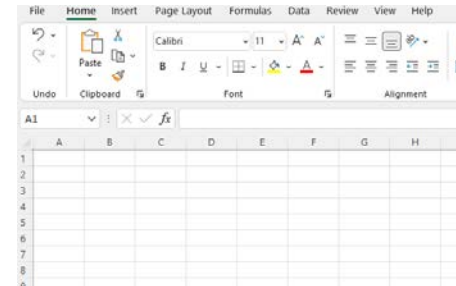 File Home Insert Page Layout Formulas Data Review View Help
Calibri 11 A A
Paste
B I U A
Undo Clipboard Font Alignment
A1 fx
A B C D E F G H
1
2
3
4
5
6
7
8
9